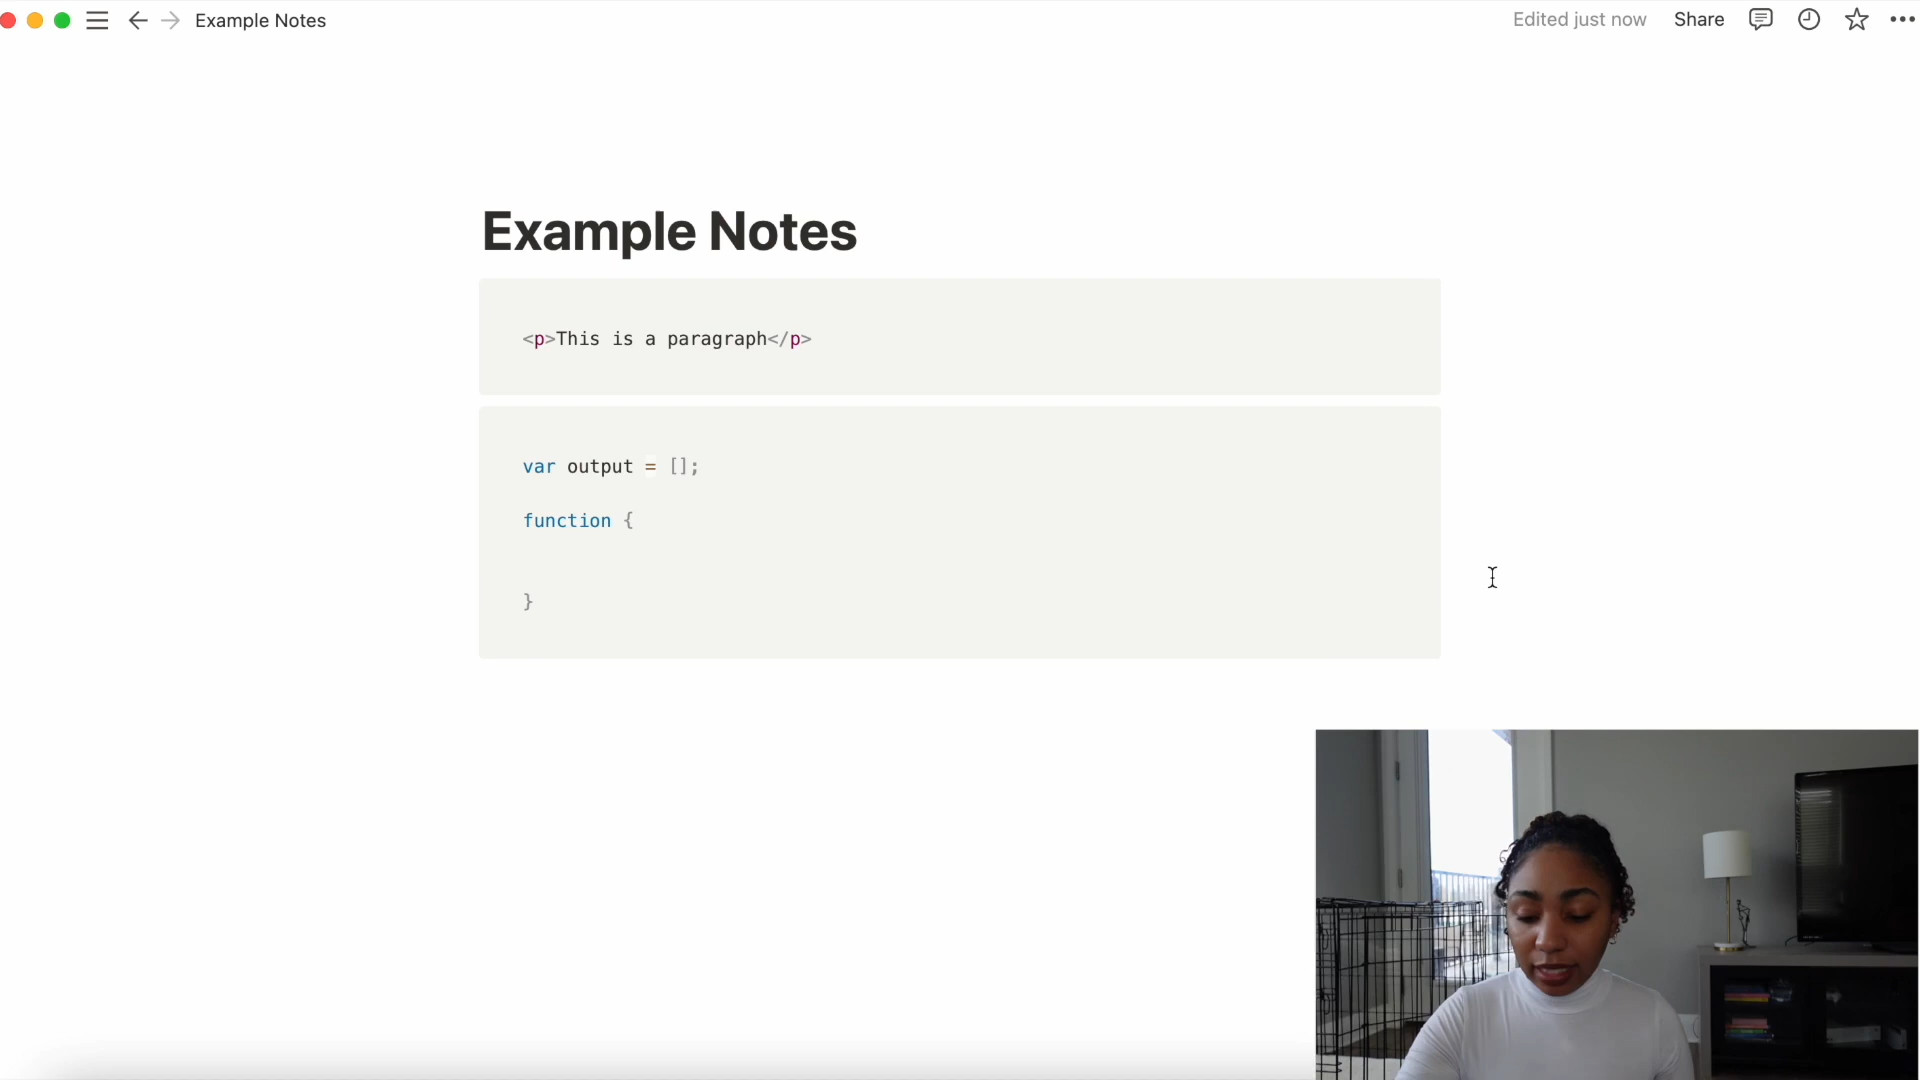 Example Notes
Edited just now
Share
Example Notes
<p>This is a paragraph</p>
var output = [];
function {
}